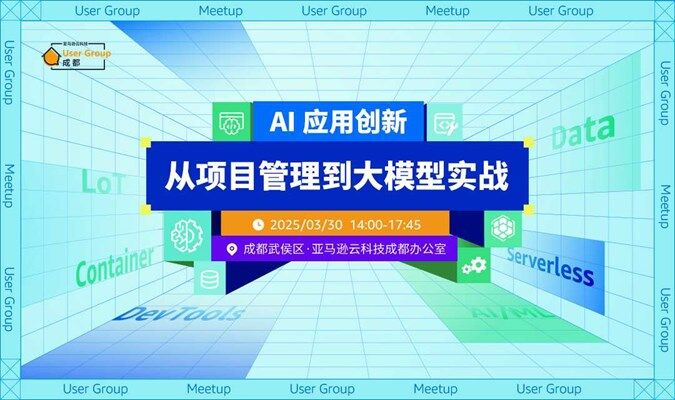 User Group Meetup User Group Meetup User Group
亚马逊云科技
User Group
成都
User Group Meetup User Group
User Group Meetup User Group
AI 应用创新
从项目管理到大模型实战
2025/03/30 14:00-17:45
成都武侯区·亚马逊云科技成都办公室
Data
LoT
Container
Serverless
DevTools
AI/ML
User Group Meetup User Group Meetup User Group